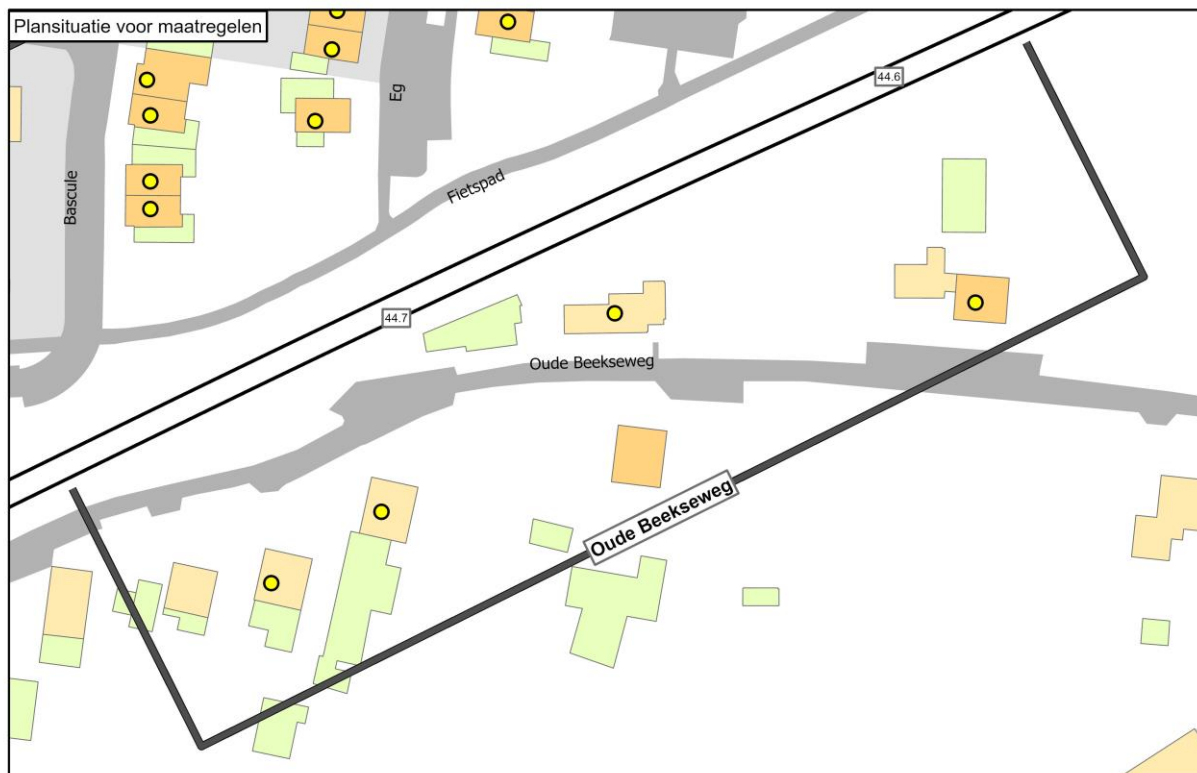 Plansituatie voor maatregelen
Eg
44.6
Bascule
Fietspad
44.7
Oude Beekseweg
Oude Beekseweg